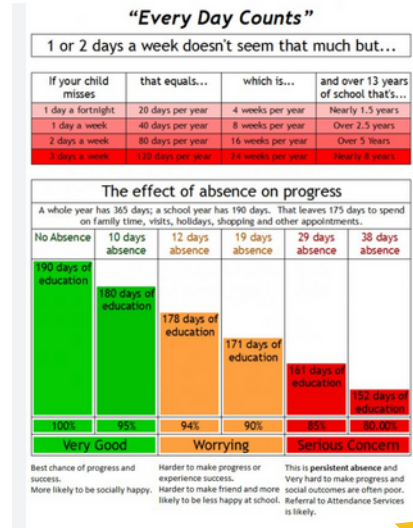 “Every Day Counts”
1 or 2 days a week doesn't seem that much but...
If your child misses that equals... which is... and over 13 years of school that's...
1 day a fortnight 20 days per year 4 weeks per year Nearly 1.5 years
1 day a week 40 days per year 8 weeks per year Over 2.5 years
2 days a week 80 days per year 16 weeks per year Over 5 Years
3 days a week 120 days per year 24 weeks per year Nearly 8 years
The effect of absence on progress
A whole year has 365 days; a school year has 190 days. That leaves 175 days to spend
on family time, visits, holidays, shopping and other appointments.
No Absence 10 days absence 12 days absence 19 days absence 29 days absence 38 days absence
190 days of education
180 days of education
178 days of education
171 days of education
161 days of education
152 days of education
100% 95% 94% 90% 85% 80.00%
Very Good Worrying Serious Concern
Best chance of progress and
success.
More likely to be socially happy.
Harder to make progress or
experience success.
Harder to make friend and more
likely to be less happy at school.
This is persistent absence and
Very hard to make progress and
social outcomes are often poor.
Referral to Attendance Services
is likely.